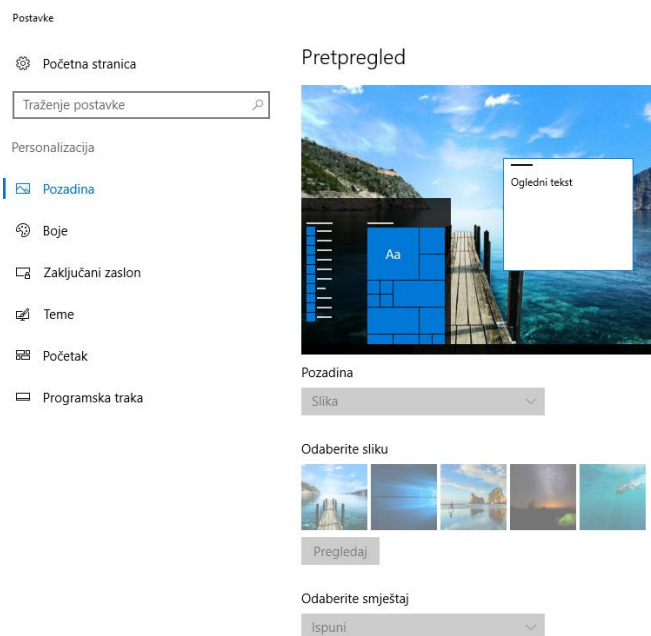 Postavke
Početna stranica
Traženje postavke
Personalizacija
Pozadina
Boje
Zaključani zaslon
Teme
Početak
Programska traka
Pretpregled
Ogledni tekst
Aa
Pozadina
Slika
Odaberite sliku
Pregledaj
Odaberite smještaj
Ispuni